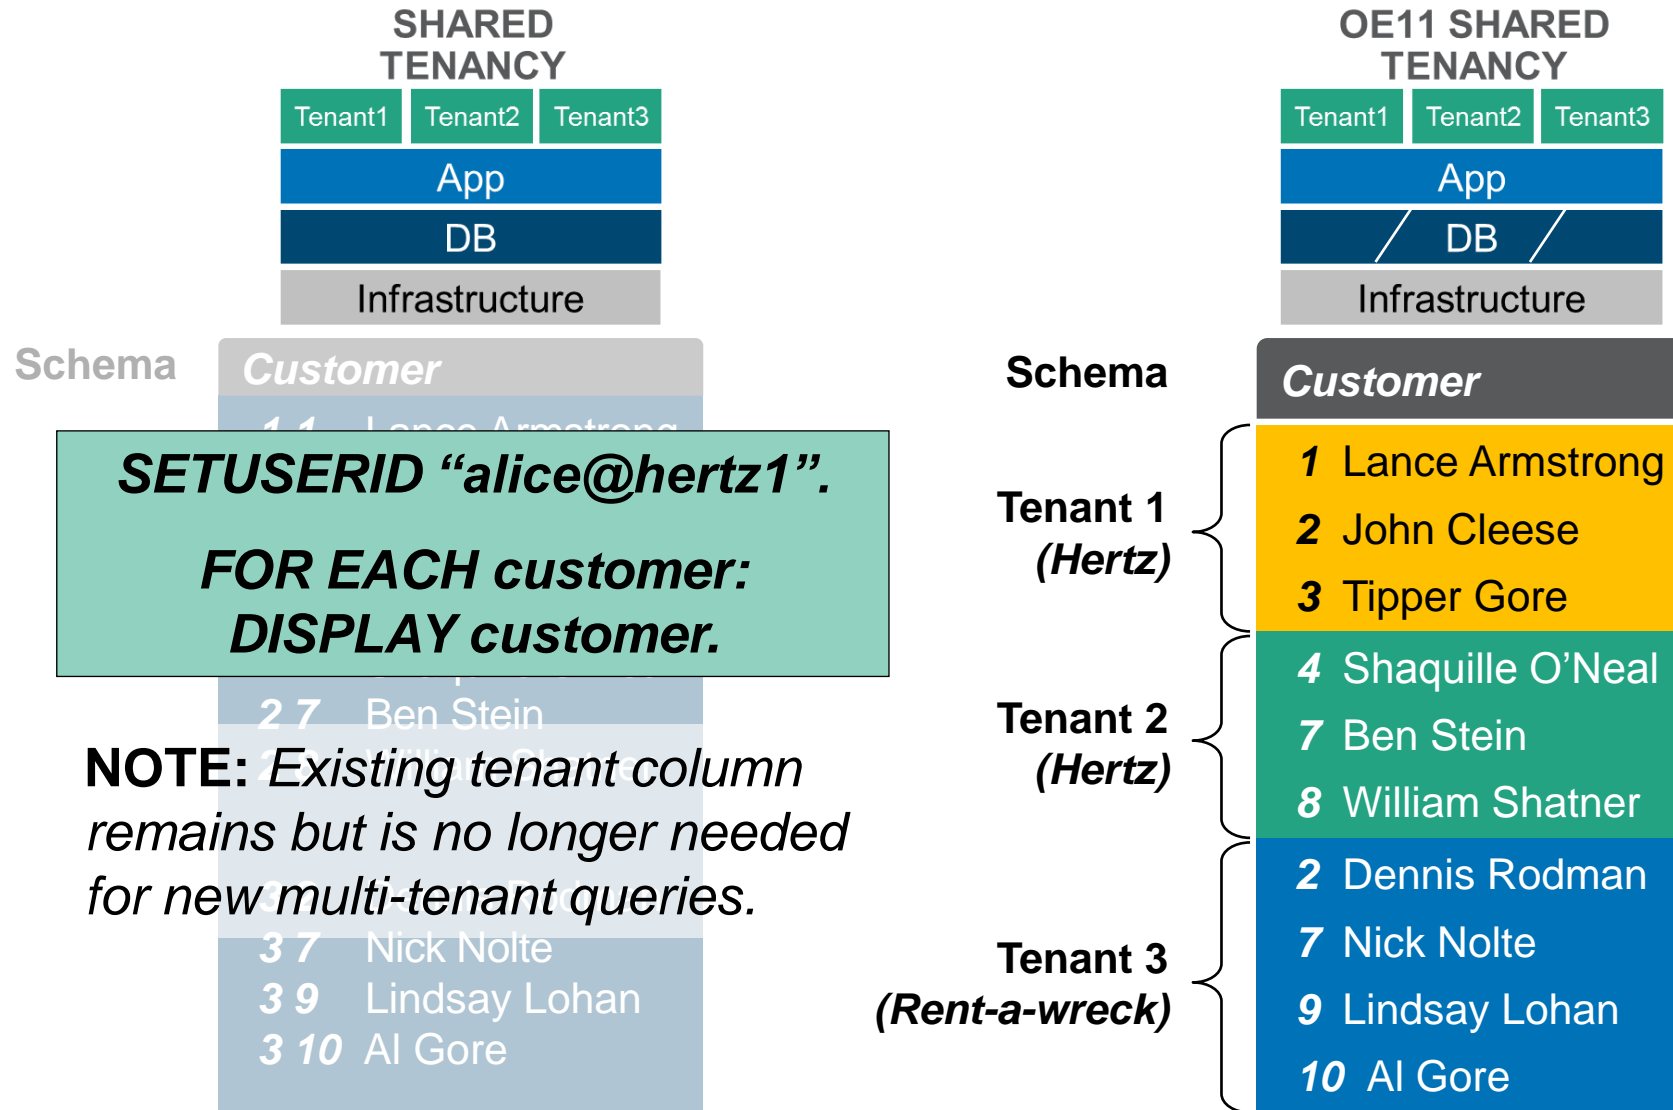 SHARED
TENANCY
Tenant1 Tenant2 Tenant3
App
DB
Infrastructure
Schema
Customer
1 1 Lance Armstrong
SETUSERID “alice@hertz1”.
FOR EACH customer:
DISPLAY customer.
2 7 Ben Stein
NOTE: Existing tenant column
remains but is no longer needed
for new multi-tenant queries.
3 7 Nick Nolte
3 9 Lindsay Lohan
3 10 Al Gore
OE11 SHARED
TENANCY
Tenant1 Tenant2 Tenant3
App
DB
Infrastructure
Schema
Customer
Tenant 1
(Hertz)
1 Lance Armstrong
2 John Cleese
3 Tipper Gore
Tenant 2
(Hertz)
4 Shaquille O’Neal
7 Ben Stein
8 William Shatner
Tenant 3
(Rent-a-wreck)
2 Dennis Rodman
7 Nick Nolte
9 Lindsay Lohan
10 Al Gore